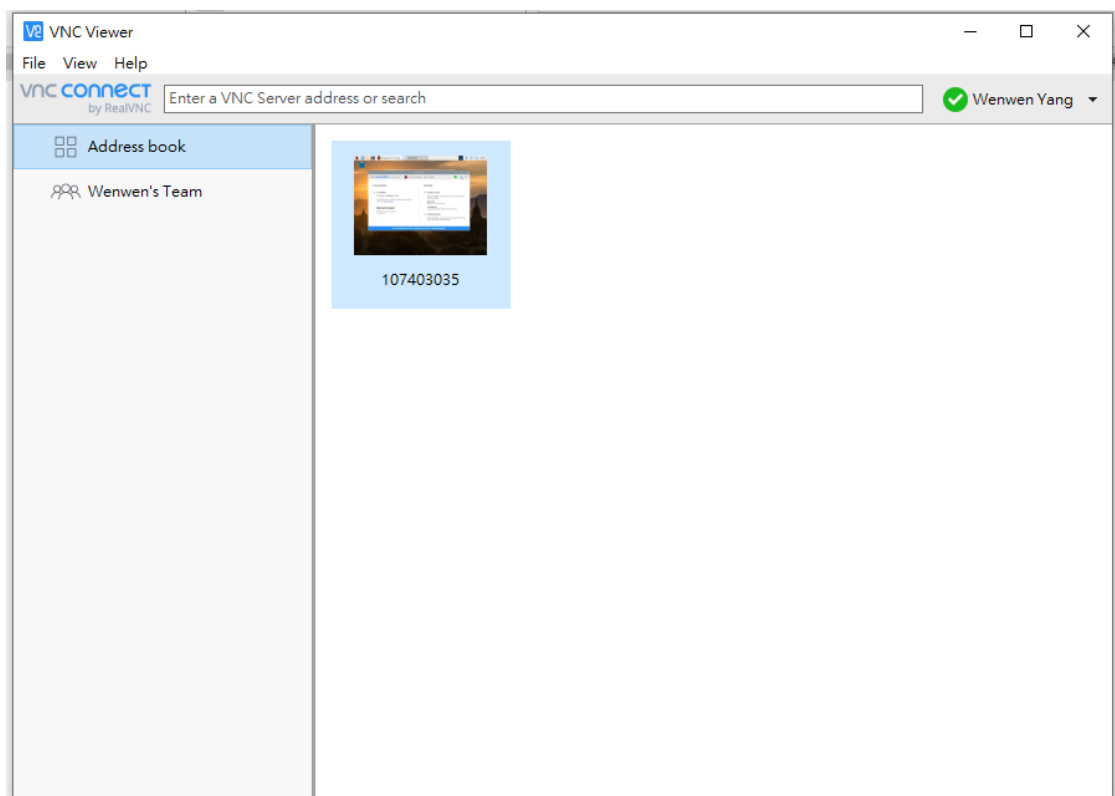 VNC Viewer
File View Help
VNC CONNECT
by RealVNC
Enter a VNC Server address or search
Wenwen Yang
Address book
Wenwen's Team
107403035